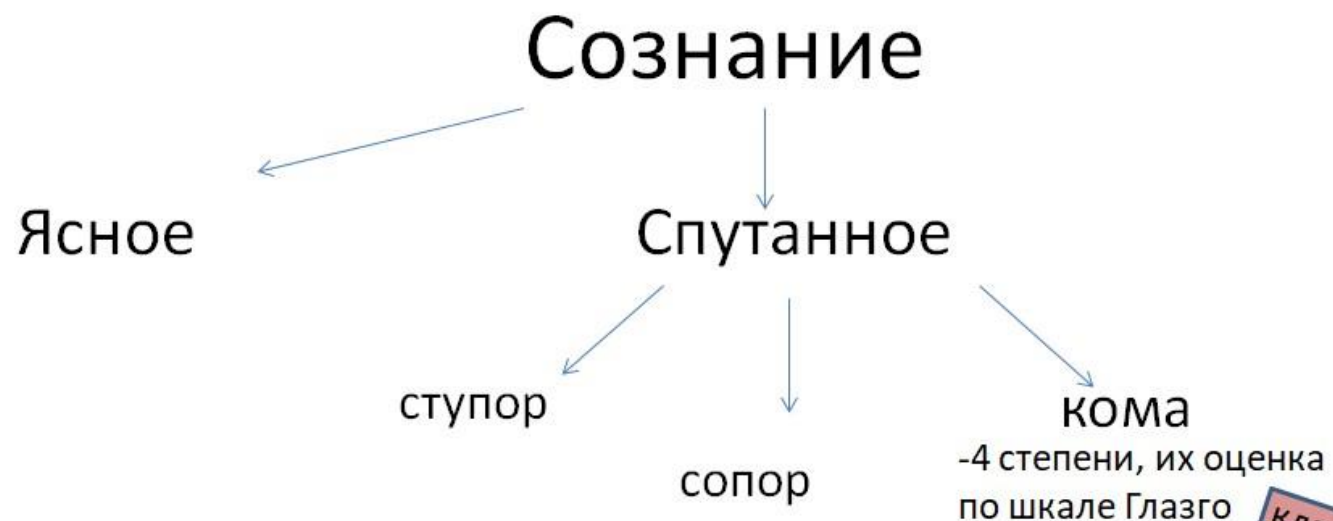 Сознание
Ясное
Спутанное
ступор
сопор
кома
-4 степени, их оценка
по шкале Глазго